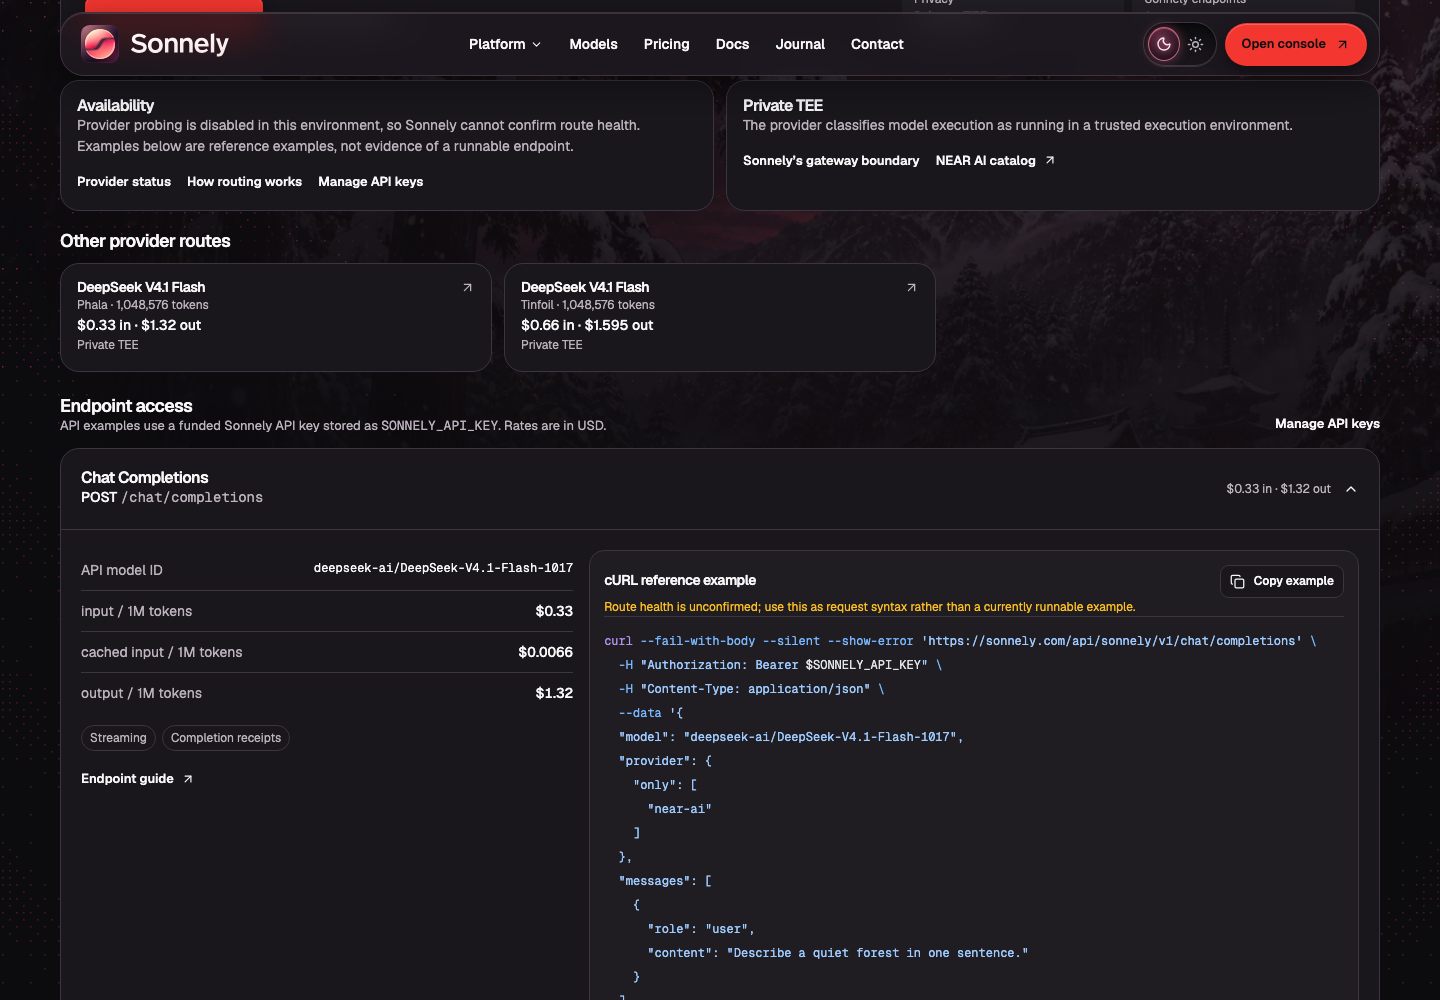 Privacy
Sonnely endpoints
Sonnely
Platform
Models
Pricing
Docs
Journal
Contact
Open console
Availability
Provider probing is disabled in this environment, so Sonnely cannot confirm route health.
Examples below are reference examples, not evidence of a runnable endpoint.
Provider status How routing works Manage API keys
Private TEE
The provider classifies model execution as running in a trusted execution environment.
Sonnely's gateway boundary NEAR AI catalog
Other provider routes
DeepSeek V4.1 Flash
Phala · 1,048,576 tokens
$0.33 in · $1.32 out
Private TEE
DeepSeek V4.1 Flash
Tinfoil · 1,048,576 tokens
$0.66 in · $1.595 out
Private TEE
Endpoint access
API examples use a funded Sonnely API key stored as SONNELY_API_KEY. Rates are in USD.
Manage API keys
Chat Completions
POST /chat/completions
$0.33 in · $1.32 out
API model ID deepseek-ai/DeepSeek-V4.1-Flash-1017
input / 1M tokens $0.33
cached input / 1M tokens $0.0066
output / 1M tokens $1.32
Streaming Completion receipts
Endpoint guide
cURL reference example
Copy example
Route health is unconfirmed; use this as request syntax rather than a currently runnable example.
curl --fail-with-body --silent --show-error 'https://sonnely.com/api/sonnely/v1/chat/completions' \
-H "Authorization: Bearer $SONNELY_API_KEY" \
-H "Content-Type: application/json" \
--data '{
"model": "deepseek-ai/DeepSeek-V4.1-Flash-1017",
"provider": {
"only": [
"near-ai"
]
},
"messages": [
{
"role": "user",
"content": "Describe a quiet forest in one sentence."
}
]